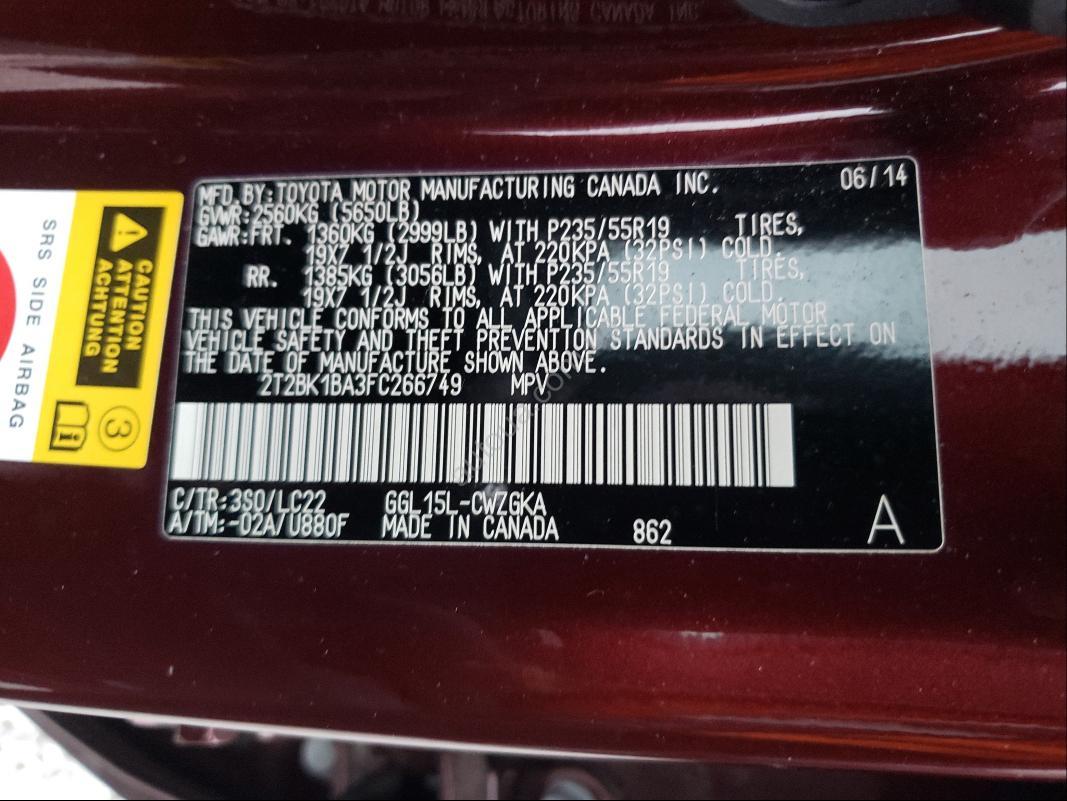 MFD. BY: TOYOTA MOTOR MANUFACTURING CANADA INC. 06/14
GVWR: 2560KG (5650LB)
GAWR: FRT. 1360KG (2999LB) WITH P235/55R19 TIRES,
19X7 1/2J RIMS, AT 220KPA (32PSI) COLD.
RR. 1385KG (3056LB) WITH P235/55R19 TIRES,
19X7 1/2J RIMS, AT 220KPA (32PSI) COLD.
THIS VEHICLE CONFORMS TO ALL APPLICABLE FEDERAL MOTOR
VEHICLE SAFETY AND THEFT PREVENTION STANDARDS IN EFFECT ON
THE DATE OF MANUFACTURE SHOWN ABOVE.
2T2BK1BA3FC266749 MPV
C/TR: 3S0/LC22 GGL15L-CWZGKA
A/TM: -02A/U880F MADE IN CANADA 862 A
SRS SIDE AIRBAG
CAUTION
ATTENTION
ACHTUNG
3